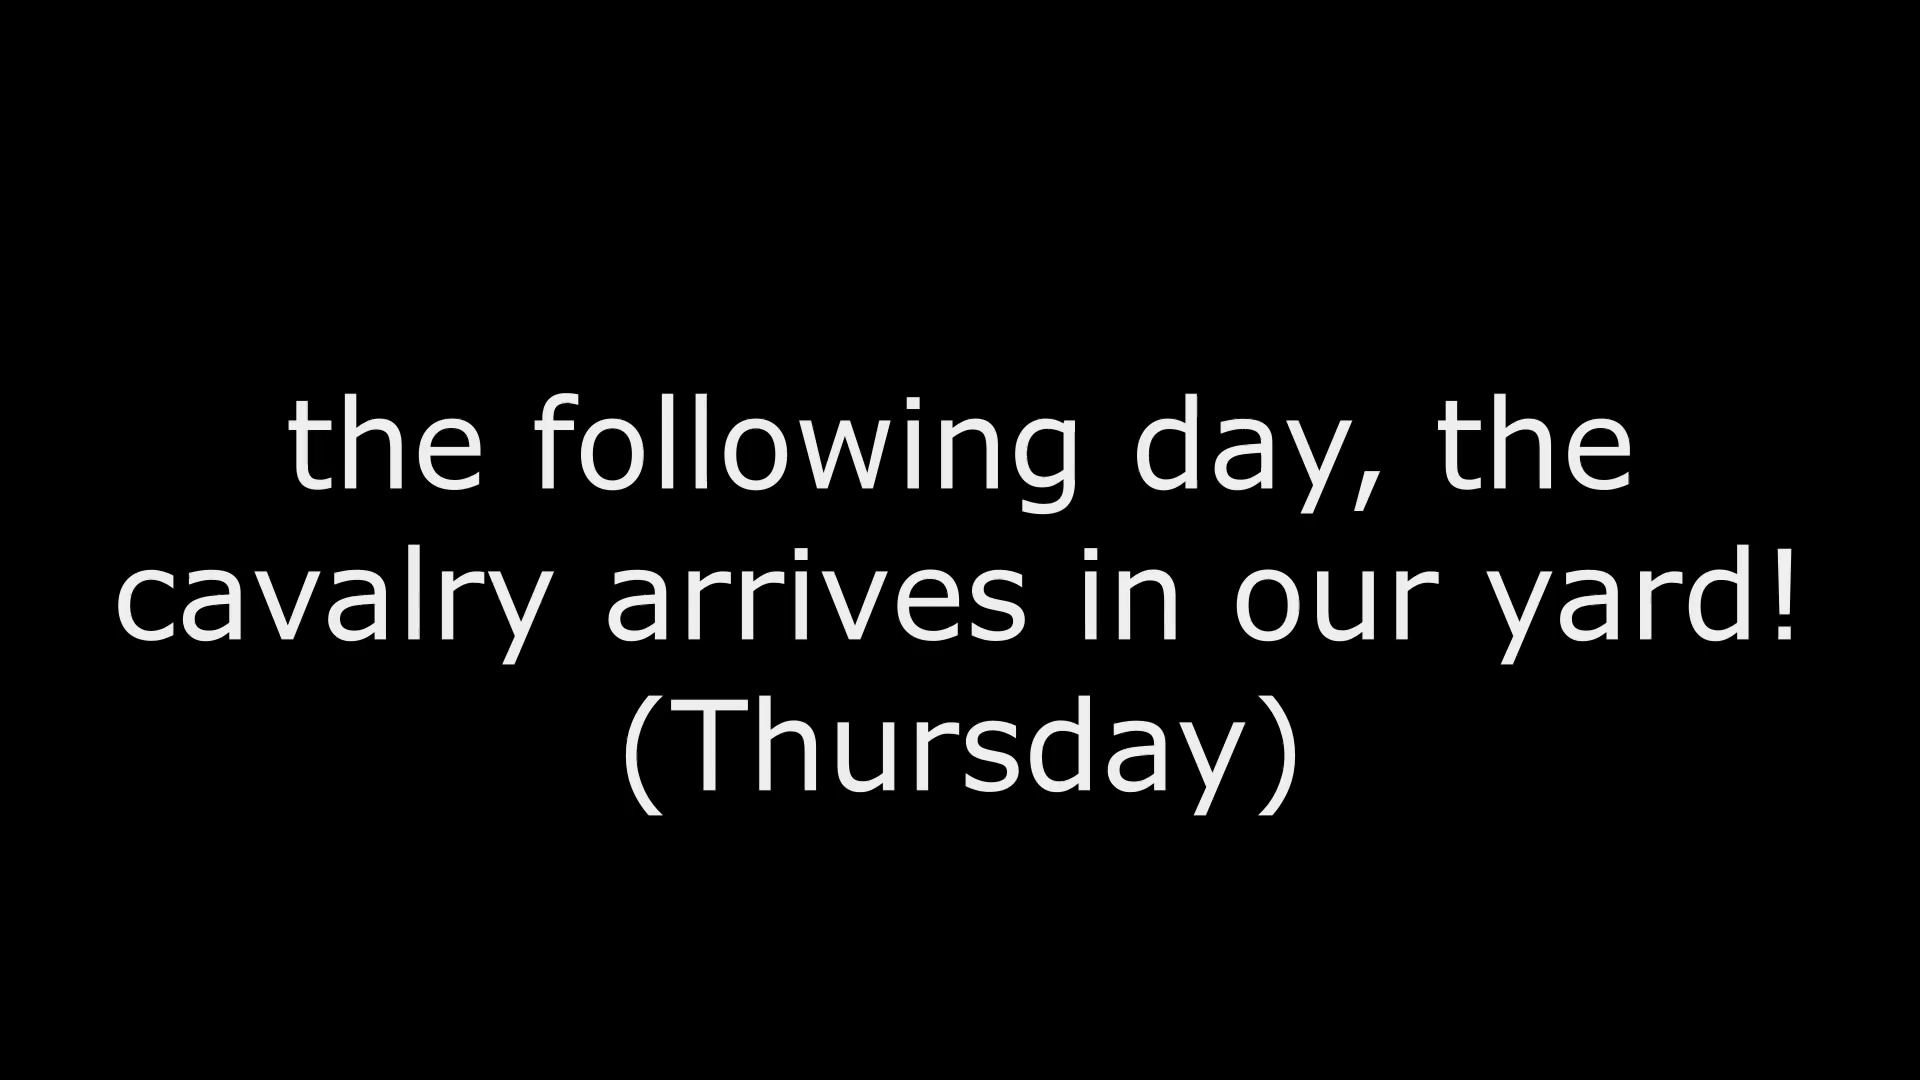 the following day, the
cavalry arrives in our yard!
(Thursday)